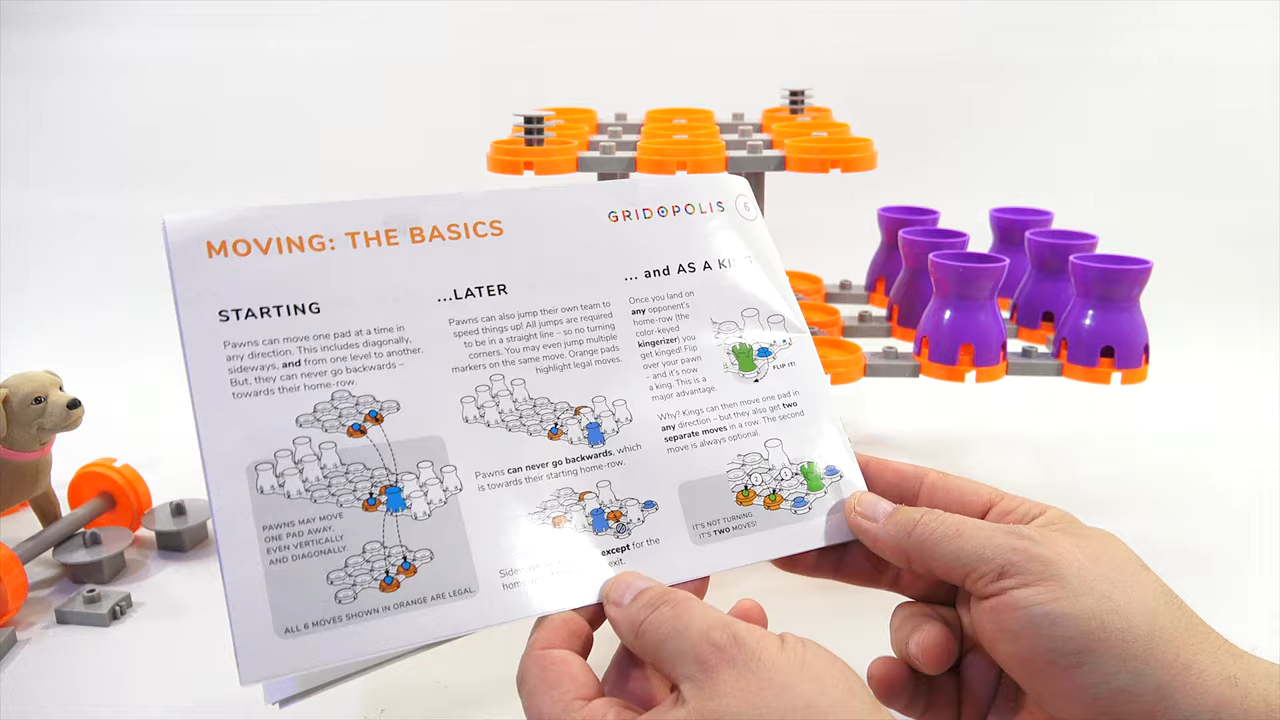 MOVING: THE BASICS
GRIDOPOLIS
6
STARTING
Pawns can move one pad at a time in
any direction. This includes diagonally,
sideways, and from one level to another.
But, they can never go backwards –
towards their home-row.
PAWNS MAY MOVE
ONE PAD AWAY,
EVEN VERTICALLY
AND DIAGONALLY.
ALL 6 MOVES SHOWN IN ORANGE ARE LEGAL.
...LATER
Pawns can also jump their own team to
speed things up! All jumps are required
to be in a straight line – so no turning
corners. You may even jump multiple
markers on the same move. Orange pads
highlight legal moves.
Pawns can never go backwards, which
is towards their starting home-row.
except for the
exit.
... and AS A
Once you land on
any opponent's
home-row (the
color-keyed
kingerizer) you
get kinged! Flip
over your pawn
– and it's now
a king. This is a
major advantage.
FLIP IT!
Why? Kings can then move one pad in
any direction – but they also get two
separate moves in a row. The second
move is always optional.
IT'S NOT TURNING
IT'S TWO MOVES!